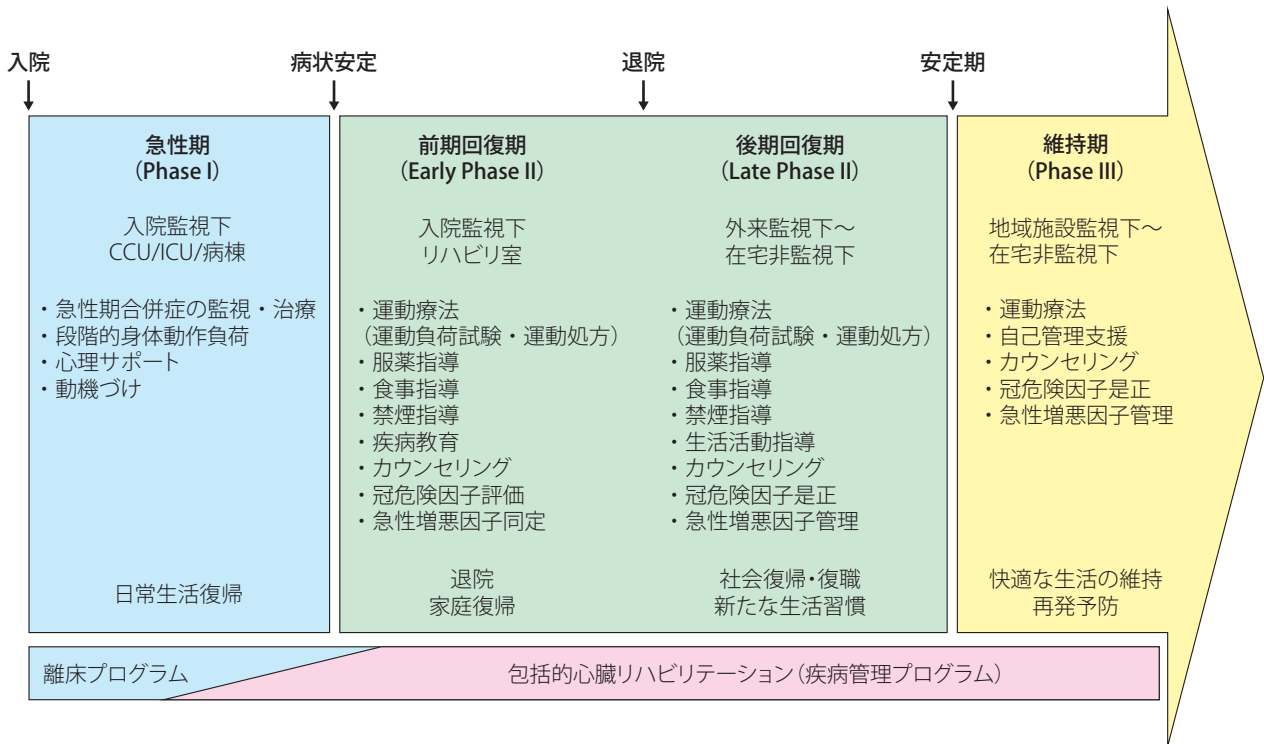 入院
病状安定
退院
安定期
急性期
（Phase I）
入院監視下
CCU/ICU/病棟
・急性期合併症の監視・治療
・段階的身体動作負荷
・心理サポート
・動機づけ
日常生活復帰
前期回復期
（Early Phase II）
入院監視下
リハビリ室
・運動療法
（運動負荷試験・運動処方）
・服薬指導
・食事指導
・禁煙指導
・疾病教育
・カウンセリング
・冠危険因子評価
・急性増悪因子同定
退院
家庭復帰
後期回復期
（Late Phase II）
外来監視下～
在宅非監視下
・運動療法
（運動負荷試験・運動処方）
・服薬指導
・食事指導
・禁煙指導
・生活活動指導
・カウンセリング
・冠危険因子是正
・急性増悪因子管理
社会復帰・復職
新たな生活習慣
維持期
（Phase III）
地域施設監視下～
在宅非監視下
・運動療法
・自己管理支援
・カウンセリング
・冠危険因子是正
・急性増悪因子管理
快適な生活の維持
再発予防
離床プログラム
包括的心臓リハビリテーション（疾病管理プログラム）